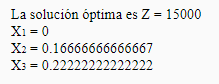 La solución óptima es Z = 15000
X1 = 0
X2 = 0.16666666666667
X3 = 0.22222222222222